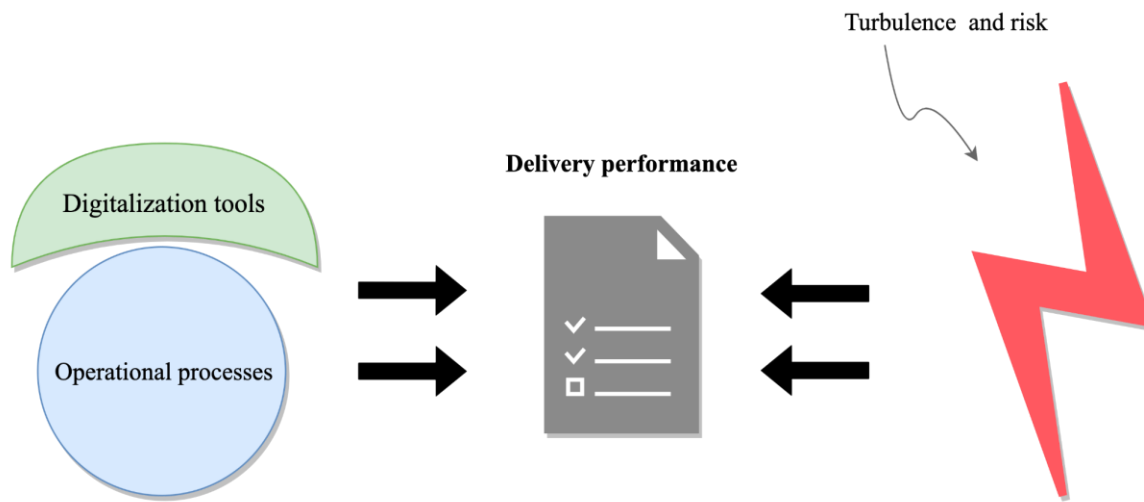 Turbulence  and risk
Delivery performance
Digitalization tools
Operational processes